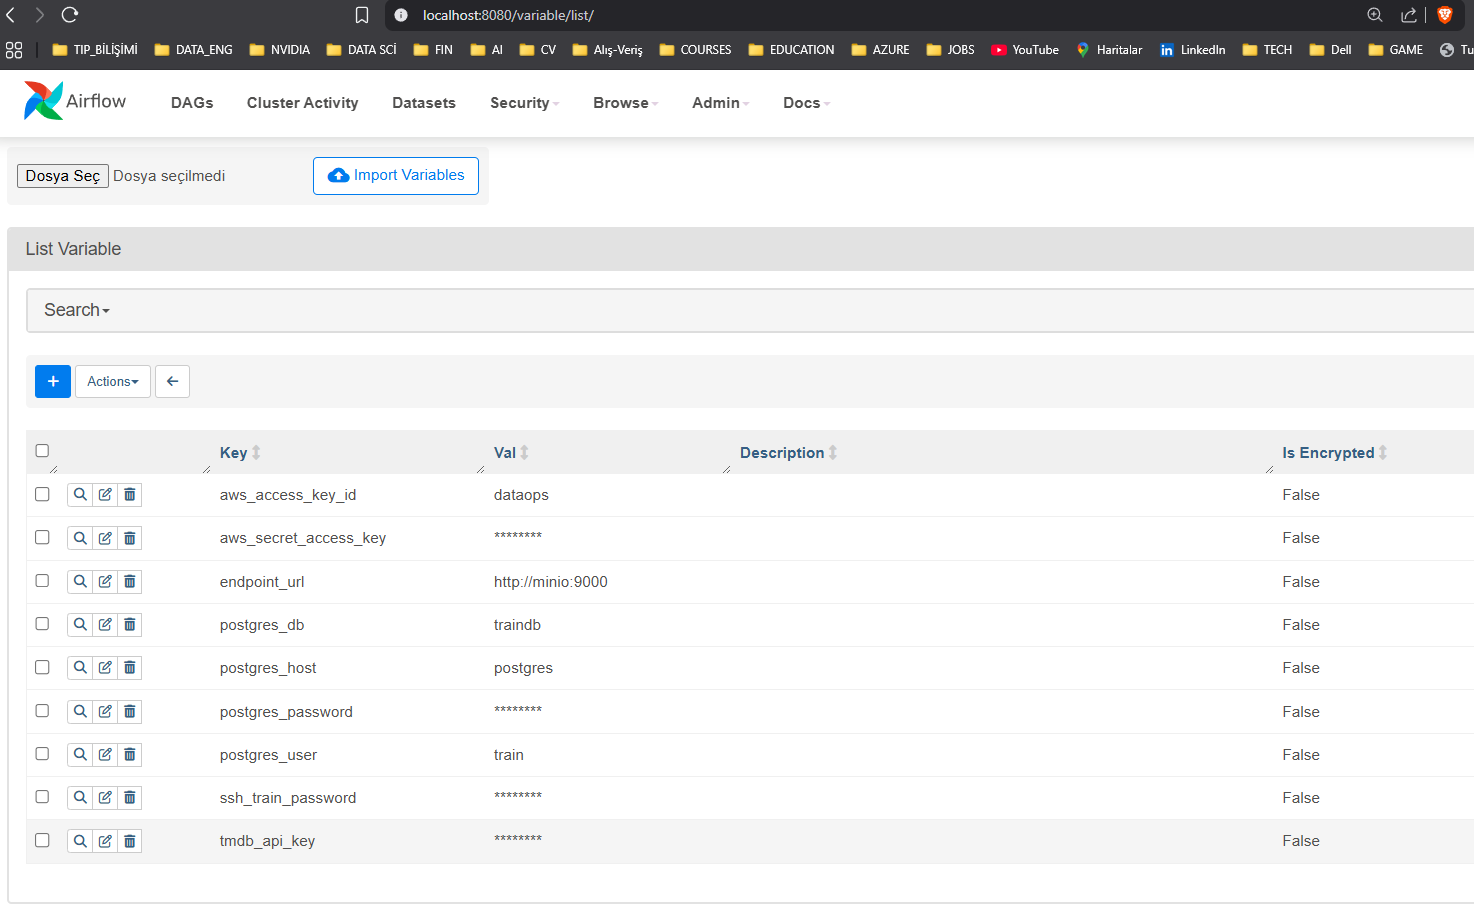 localhost:8080/variable/list/
TIP_BİLİŞİMİ DATA_ENG NVIDIA DATA SCİ FIN AI CV Alış-Veriş COURSES EDUCATION AZURE JOBS YouTube Haritalar LinkedIn TECH Dell GAME Tu
Airflow DAGs Cluster Activity Datasets Security Browse Admin Docs
Dosya Seç Dosya seçilmedi Import Variables
List Variable
Search
+ Actions
Key Val Description Is Encrypted
aws_access_key_id dataops False
aws_secret_access_key ******** False
endpoint_url http://minio:9000 False
postgres_db traindb False
postgres_host postgres False
postgres_password ******** False
postgres_user train False
ssh_train_password ******** False
tmdb_api_key ******** False